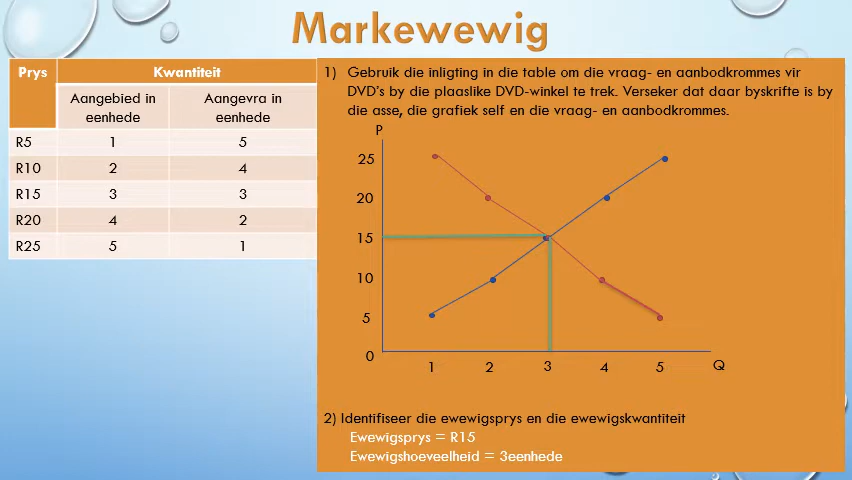 Markewewig
Prys Kwantiteit
Aangebied in eenhede Aangevra in eenhede
R5 1 5
R10 2 4
R15 3 3
R20 4 2
R25 5 1
1) Gebruik die inligting in die table om die vraag- en aanbodkrommes vir
DVD's by die plaaslike DVD-winkel te trek. Verseker dat daar byskrifte is by
die asse, die grafiek self en die vraag- en aanbodkrommes.
P
25
20
15
10
5
0
1 2 3 4 5 Q
2) Identifiseer die ewewigsprys en die ewewigskwantiteit
Ewewigsprys = R15
Ewewigshoeveelheid = 3eenhede